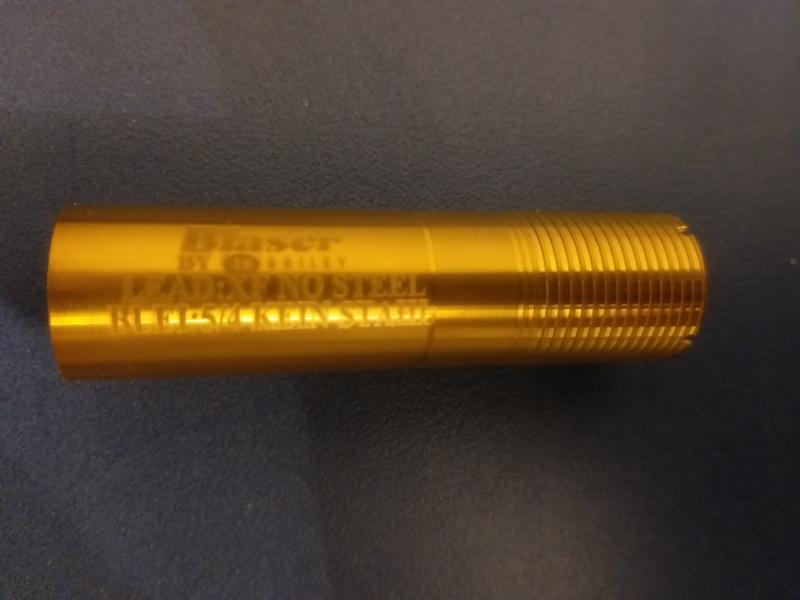 Blaser
BY BRILEY
LEAD:XF NO STEEL
BLEI:5/4 KEIN STAHL